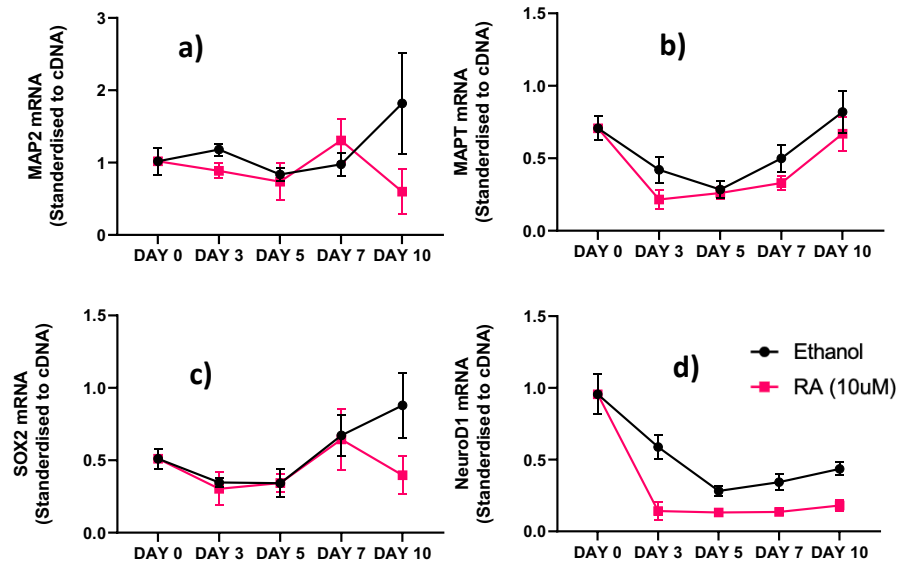 a)
MAP2 mRNA
(Standerdised to cDNA)
3
2
1
0
DAY 0 DAY 3 DAY 5 DAY 7 DAY 10
b)
MAPT mRNA
(Standerdised to cDNA)
1.5
1.0
0.5
0.0
DAY 0 DAY 3 DAY 5 DAY 7 DAY 10
c)
SOX2 mRNA
(Standerdised to cDNA)
1.5
1.0
0.5
0.0
DAY 0 DAY 3 DAY 5 DAY 7 DAY 10
d)
NeuroD1 mRNA
(Standerdised to cDNA)
1.5
1.0
0.5
0.0
DAY 0 DAY 3 DAY 5 DAY 7 DAY 10
Ethanol
RA (10uM)